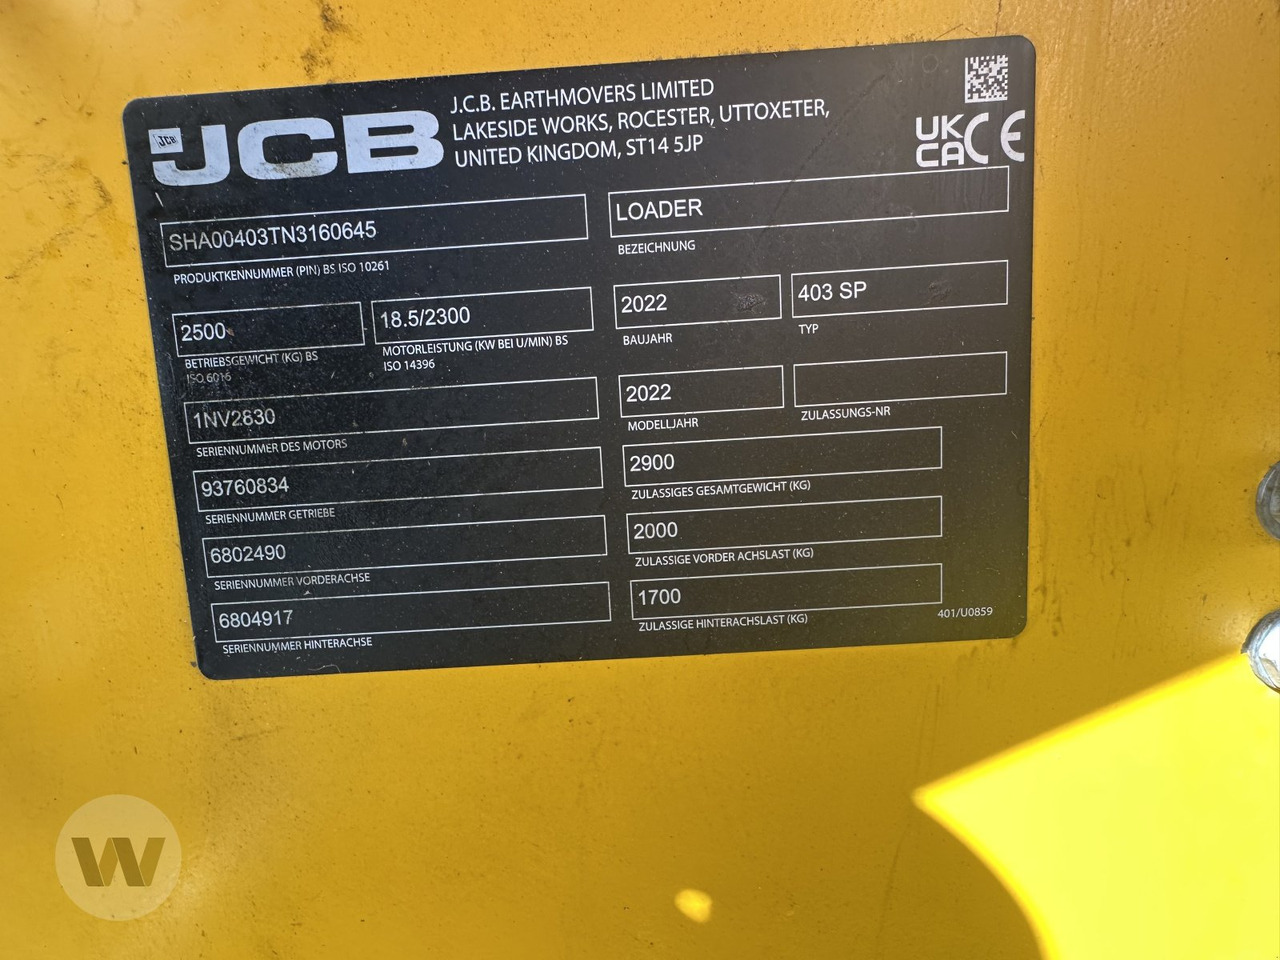 JCB
JCB
J.C.B. EARTHMOVERS LIMITED
LAKESIDE WORKS, ROCESTER, UTTOXETER,
UNITED KINGDOM, ST14 5JP
UK
CA
CE
SHA00403TN3160645
PRODUKTKENNUMMER (PIN) BS ISO 10261
LOADER
BEZEICHNUNG
2500
BETRIEBSGEWICHT (KG) BS
ISO 6016
18.5/2300
MOTORLEISTUNG (KW BEI U/MIN) BS
ISO 14396
2022
BAUJAHR
403 SP
TYP
1NV2830
SERIENNUMMER DES MOTORS
2022
MODELLJAHR
ZULASSUNGS-NR
93760834
SERIENNUMMER GETRIEBE
2900
ZULASSIGES GESAMTGEWICHT (KG)
6802490
SERIENNUMMER VORDERACHSE
2000
ZULASSIGE VORDER ACHSLAST (KG)
6804917
SERIENNUMMER HINTERACHSE
1700
ZULASSIGE HINTERACHSLAST (KG)
401/U0859
W